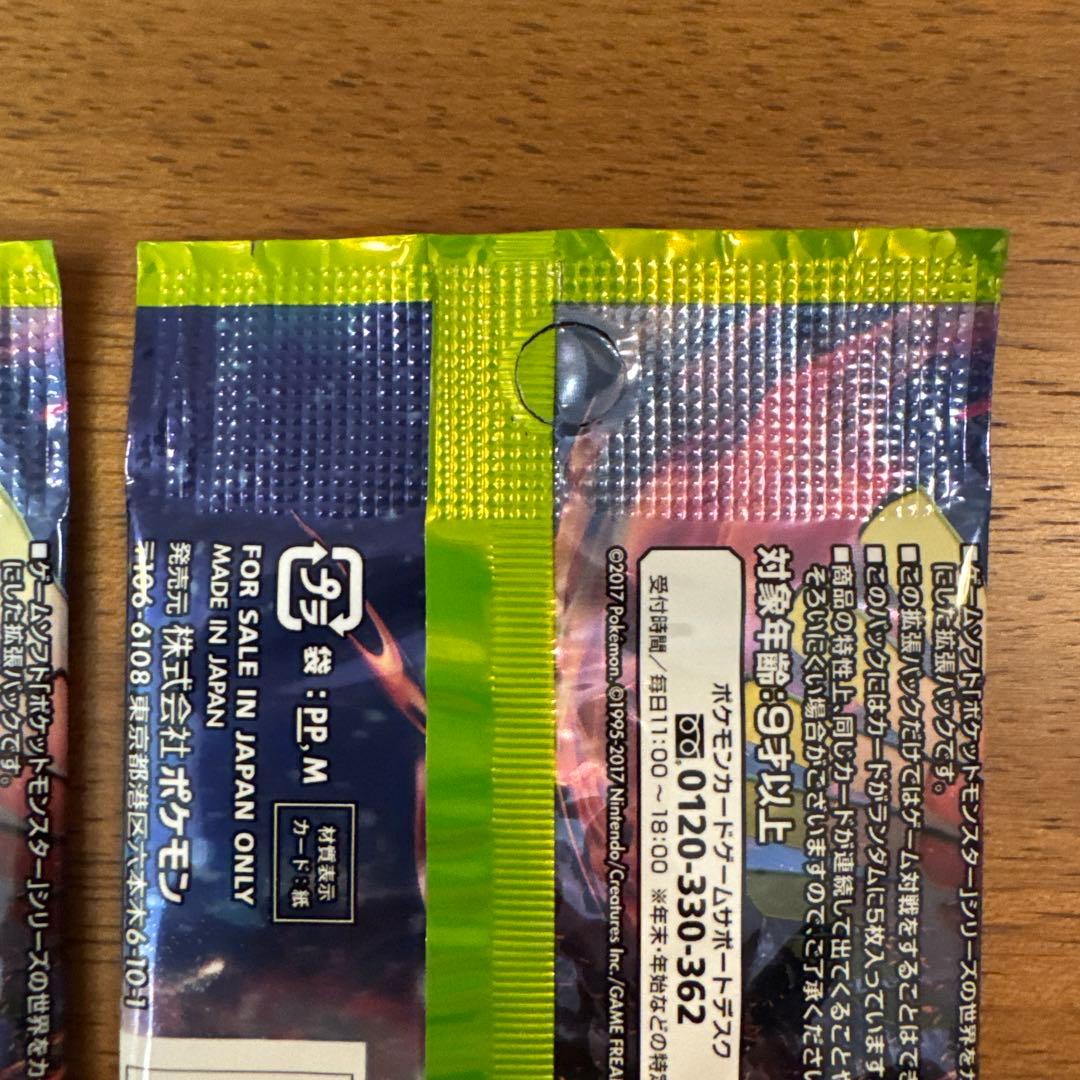 ■ゲームソフト「ポケットモンスター」シリーズの世界をカ
にした拡張パックです。
〒106-6108 東京都港区六本木6-10-1
発売元 株式会社 ポケモン
MADE IN JAPAN
FOR SALE IN JAPAN ONLY
プラ 袋：PP, M
材質表示
カード：紙
©2017 Pokémon. ©1995-2017 Nintendo/Creatures Inc./GAME FREA
ポケモンカードゲームサポートデスク
0120-330-362
受付時間／毎日11:00 ～ 18:00 ※年末・年始などの特定
対象年齢：9才以上
■ゲームソフト「ポケットモンスター」シリーズの世界をカ
にした拡張パックです。
■この拡張パックだけではゲーム対戦をすることはでき
■このパックにはカードがランダムに5枚入っています
■商品の特性上、同じカードが連続して出てくることや
そろいにくい場合がございますので、ご了承くださ